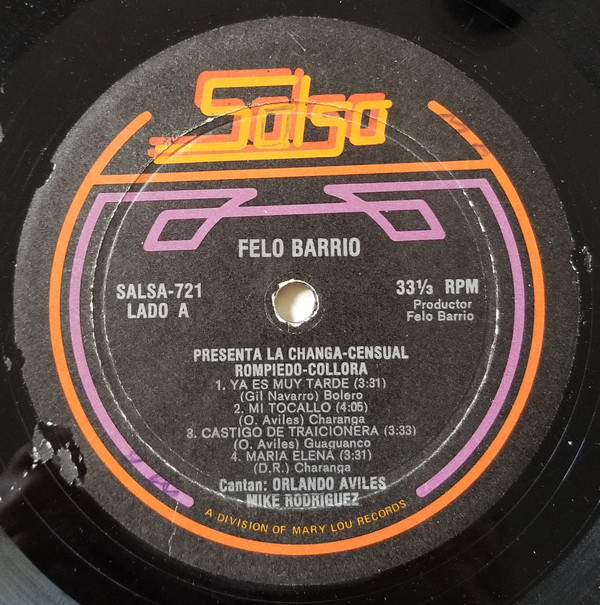 Salsa
FELO BARRIO
SALSA-721
LADO A
33⅓ RPM
Productor
Felo Barrio
PRESENTA LA CHANGA-CENSUAL
ROMPIEDO-COLLORA
1. YA ES MUY TARDE (3:31)
(Gil Navarro) Bolero
2. MI TOCALLO (4:05)
(O. Aviles) Charanga
3. CASTIGO DE TRAICIONERA (3:33)
(O. Aviles) Guaguanco
4. MARIA ELENA (3:31)
(D.R.) Charanga
Cantan: ORLANDO AVILES
MIKE RODRIGUEZ
A DIVISION OF MARY LOU RECORDS